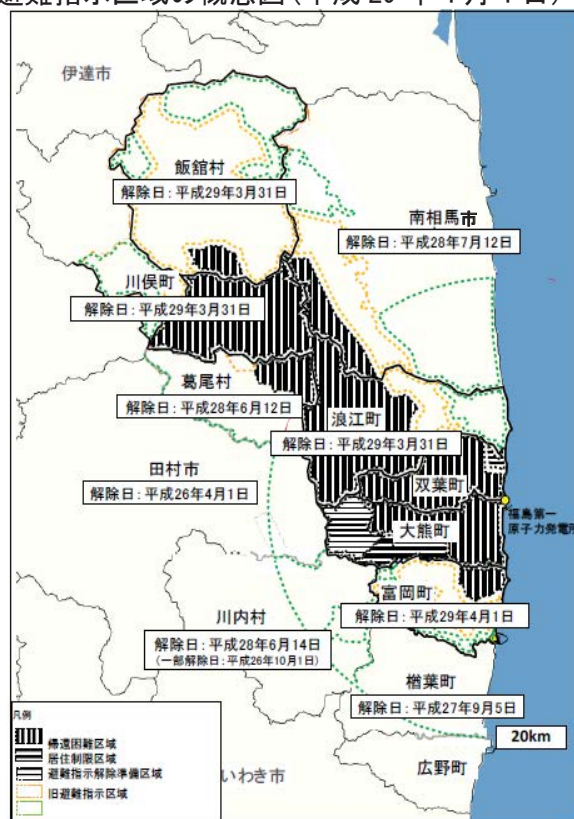 避難指示区域の概念図(平成29年4月1日)
伊達市
飯舘村
解除日：平成29年3月31日
南相馬市
解除日：平成28年7月12日
川俣町
解除日：平成29年3月31日
葛尾村
解除日：平成28年6月12日
浪江町
解除日：平成29年3月31日
田村市
解除日：平成26年4月1日
双葉町
福島第一
原子力発電所
大熊町
富岡町
解除日：平成29年4月1日
川内村
解除日：平成28年6月14日
(一部解除日：平成26年10月1日)
楢葉町
解除日：平成27年9月5日
20km
広野町
いわき市
凡例
帰還困難区域
居住制限区域
避難指示解除準備区域
旧避難指示区域